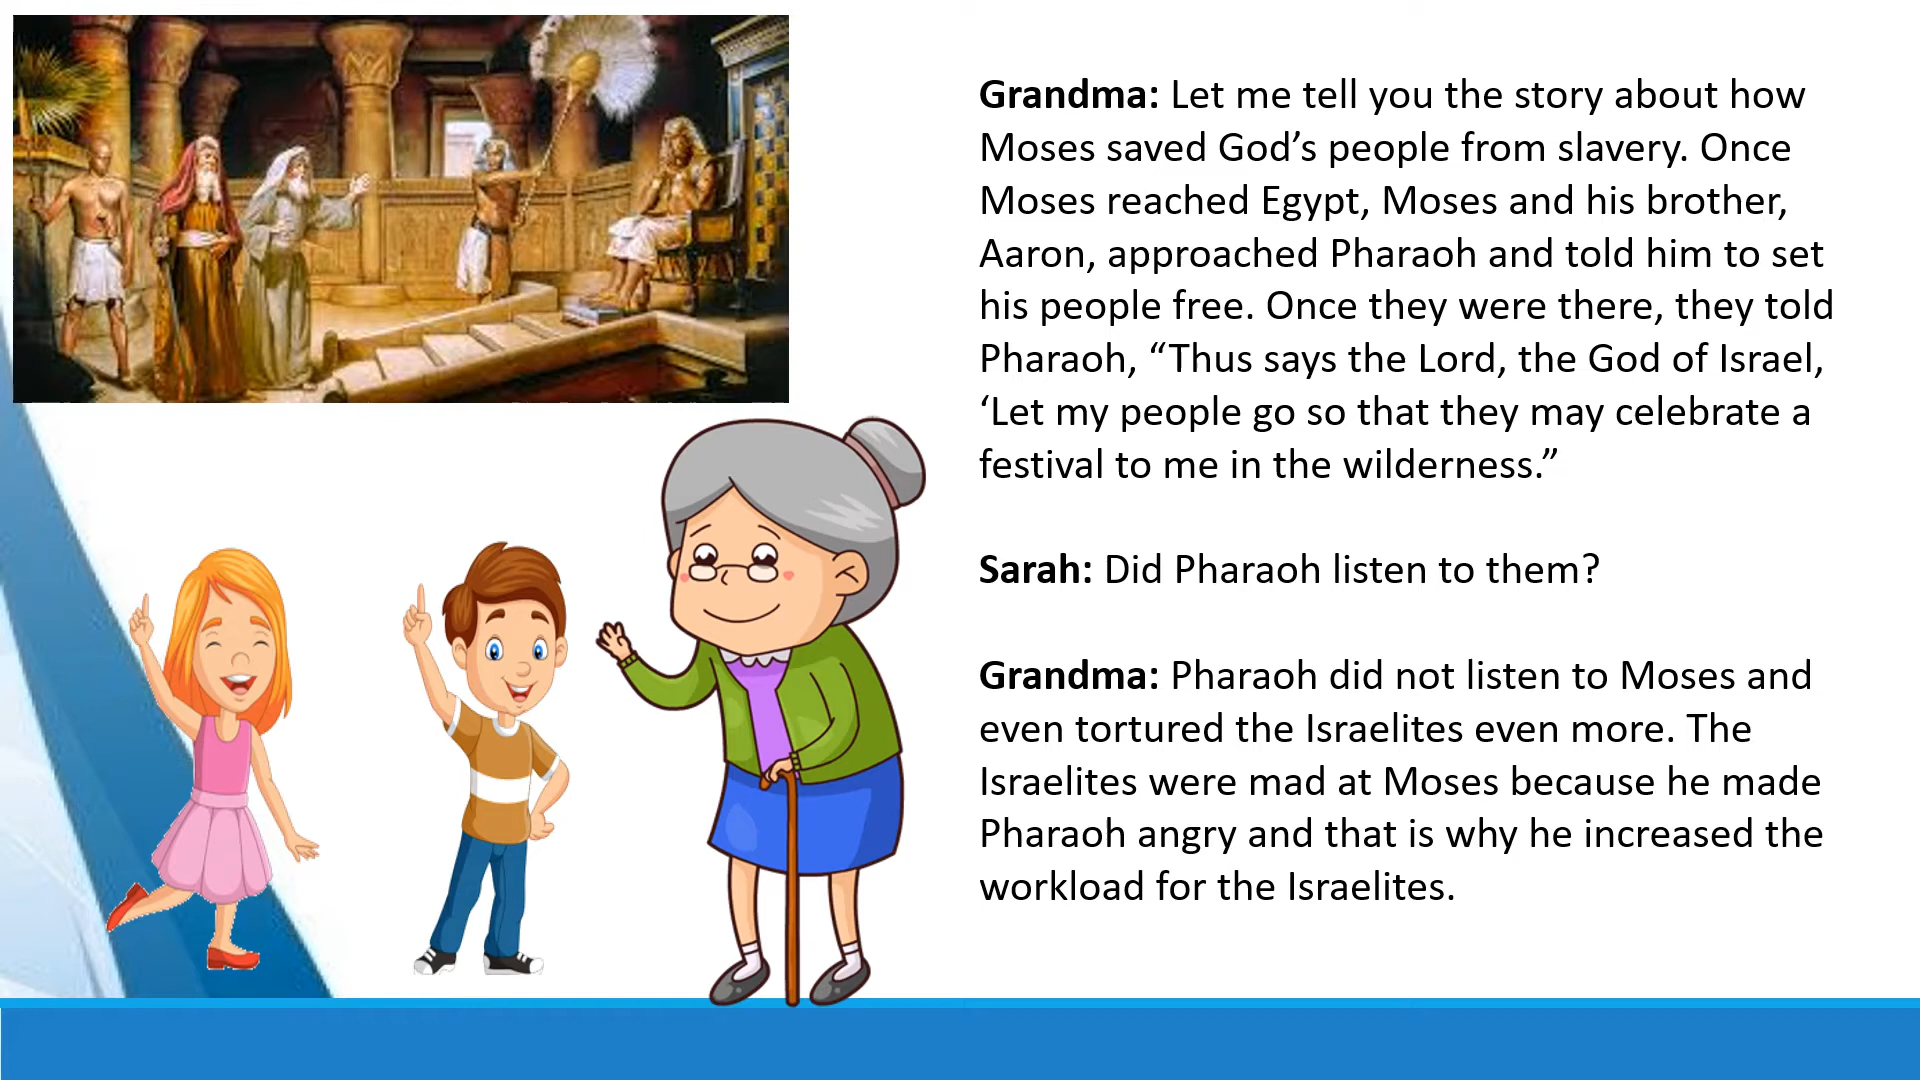 Grandma: Let me tell you the story about how
Moses saved God’s people from slavery. Once
Moses reached Egypt, Moses and his brother,
Aaron, approached Pharaoh and told him to set
his people free. Once they were there, they told
Pharaoh, “Thus says the Lord, the God of Israel,
‘Let my people go so that they may celebrate a
festival to me in the wilderness.”
Sarah: Did Pharaoh listen to them?
Grandma: Pharaoh did not listen to Moses and
even tortured the Israelites even more. The
Israelites were mad at Moses because he made
Pharaoh angry and that is why he increased the
workload for the Israelites.